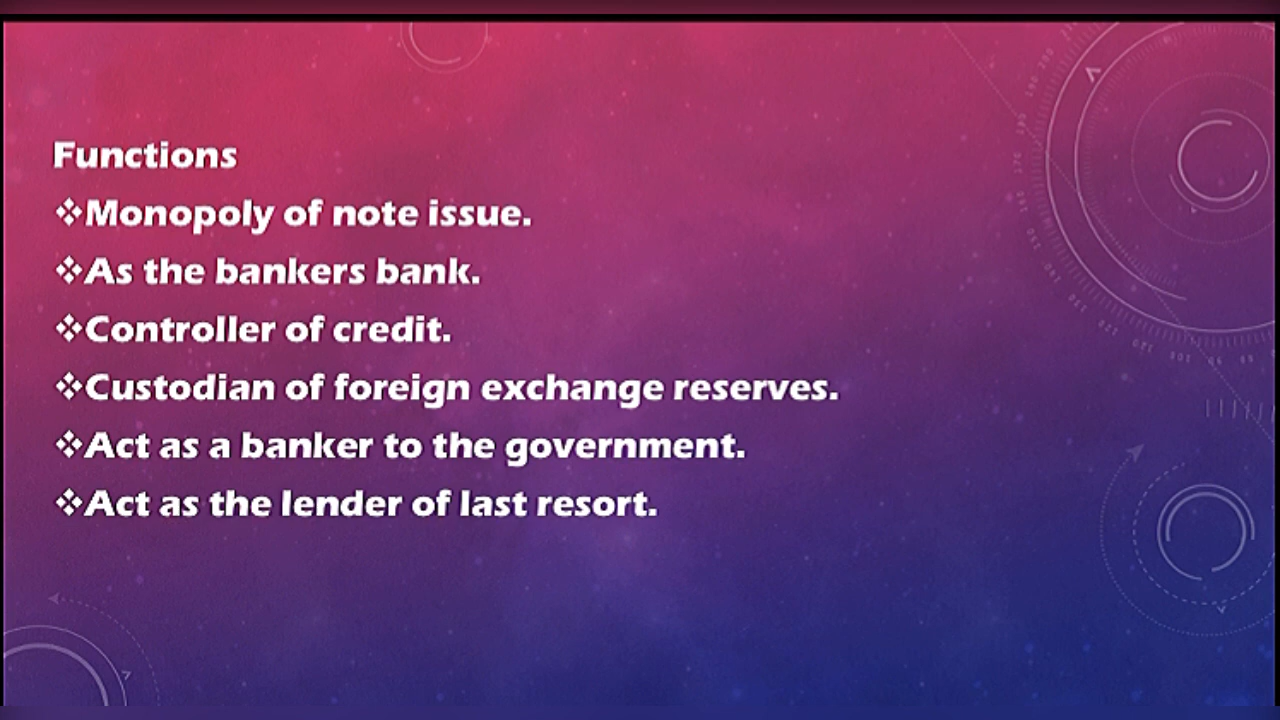 Functions
❖Monopoly of note issue.
❖As the bankers bank.
❖Controller of credit.
❖Custodian of foreign exchange reserves.
❖Act as a banker to the government.
❖Act as the lender of last resort.